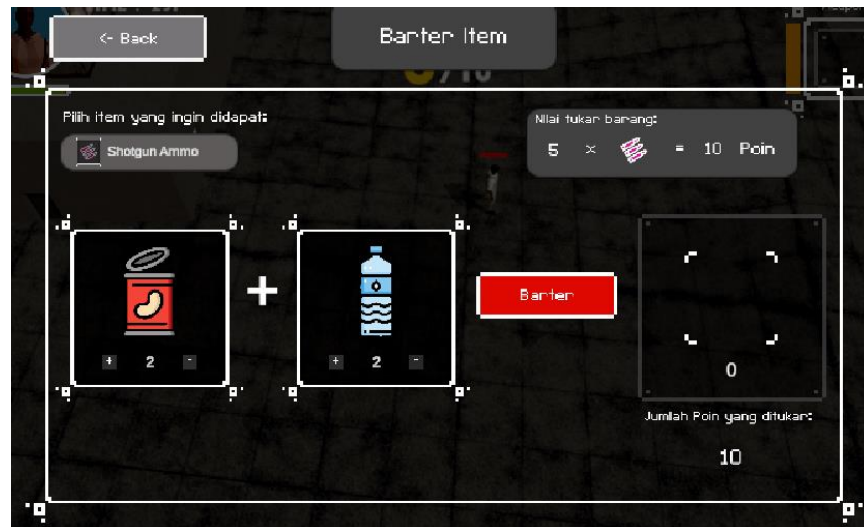 <- Back
Barter Item
/10
Pilih item yang ingin didapat:
Shotgun Ammo
Nilai tukar barang:
5 × = 10 Poin
+
+ 2 -
+ 2 -
Barter
0
Jumlah Poin yang ditukar:
10